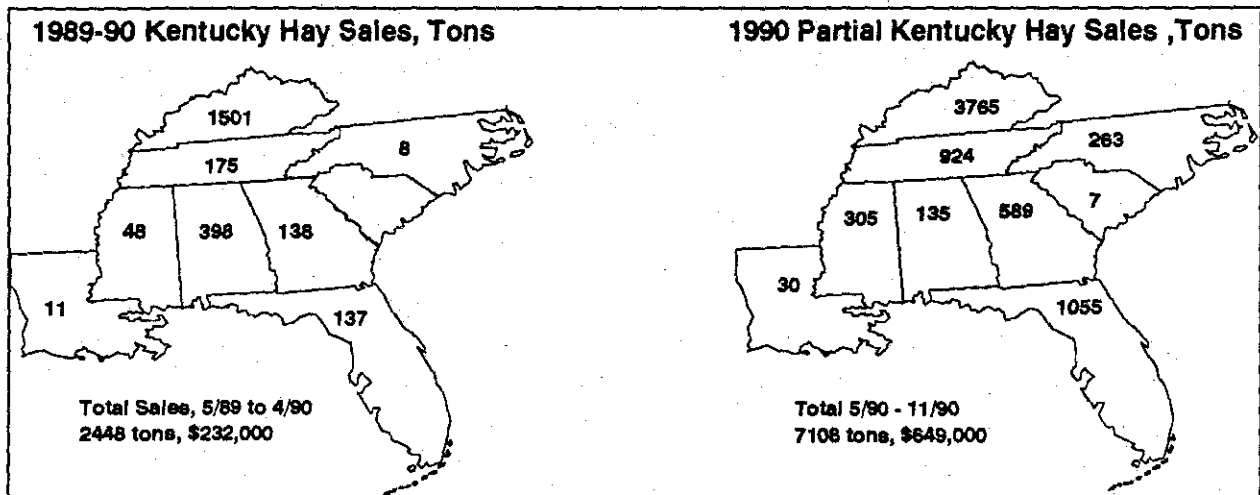 1989-90 Kentucky Hay Sales, Tons
1501
175
8
48
398
138
11
137
Total Sales, 5/89 to 4/90
2448 tons, $232,000
1990 Partial Kentucky Hay Sales ,Tons
3765
924
263
7
305
135
589
30
1055
Total 5/90 - 11/90
7108 tons, $649,000